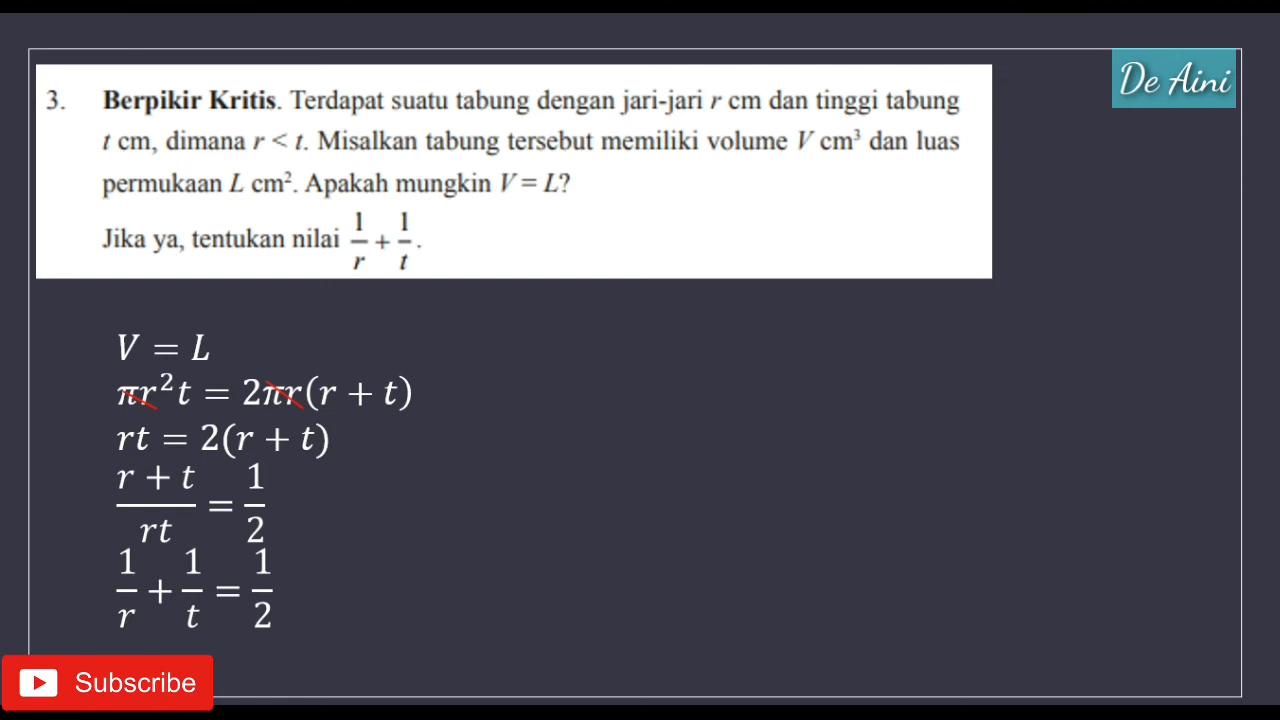 De Aini
3. Berpikir Kritis. Terdapat suatu tabung dengan jari-jari r cm dan tinggi tabung
t cm, dimana r < t. Misalkan tabung tersebut memiliki volume V cm³ dan luas
permukaan L cm². Apakah mungkin V = L?
Jika ya, tentukan nilai 1/r + 1/t.
V = L
πr²t = 2πr(r + t)
rt = 2(r + t)
(r + t)/rt = 1/2
1/r + 1/t = 1/2
Subscribe